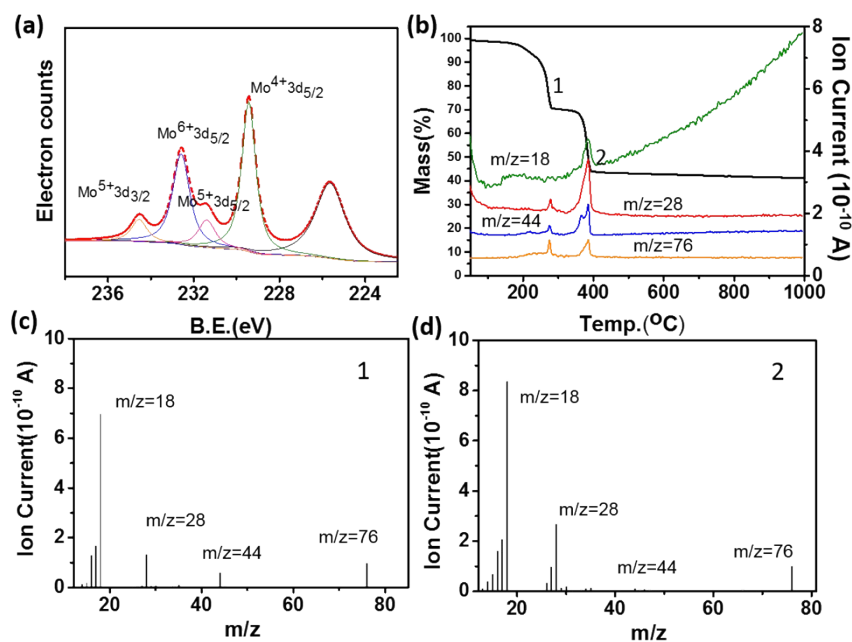 (a)
Electron counts
Mo5+3d3/2
Mo6+3d5/2
Mo5+3d5/2
Mo4+3d5/2
236 232 228 224
B.E.(eV)
(b)
Mass(%)
100
90
80
70
60
50
40
30
20
10
0
1
2
m/z=18
m/z=28
m/z=44
m/z=76
200 400 600 800 1000
Temp.(OC)
8
6
4
2
0
Ion Current (10-10 A)
(c)
Ion Current(10-10 A)
10
8
6
4
2
0
1
m/z=18
m/z=28
m/z=44
m/z=76
20 40 60 80
m/z
(d)
Ion Current(10-10 A)
10
8
6
4
2
0
2
m/z=18
m/z=28
m/z=44
m/z=76
20 40 60 80
m/z